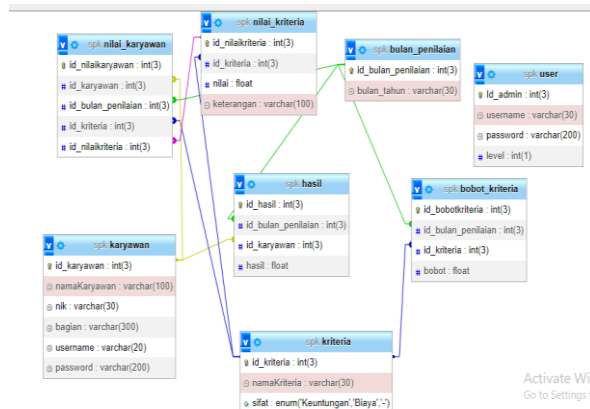 spk nilai_karyawan
id_nilaikaryawan : int(3)
id_karyawan : int(3)
id_bulan_penilaian : int(3)
id_kriteria : int(3)
id_nilaikriteria : int(3)
spk nilai_kriteria
id_nilaikriteria : int(3)
id_kriteria : int(3)
nilai : float
keterangan : varchar(100)
spk bulan_penilaian
id_bulan_penilaian : int(3)
bulan_tahun : varchar(30)
spk user
id_admin : int(3)
username : varchar(30)
password : varchar(200)
level : int(1)
spk hasil
id_hasil : int(3)
id_bulan_penilaian : int(3)
id_karyawan : int(3)
hasil : float
spk bobot_kriteria
id_bobotkriteria : int(3)
id_bulan_penilaian : int(3)
id_kriteria : int(3)
bobot : float
spk karyawan
id_karyawan : int(3)
namaKaryawan : varchar(100)
nik : varchar(30)
bagian : varchar(300)
username : varchar(20)
password : varchar(200)
spk kriteria
id_kriteria : int(3)
namaKriteria : varchar(30)
sifat : enum('Keuntungan','Biaya','-')
Activate Wi
Go to Settings